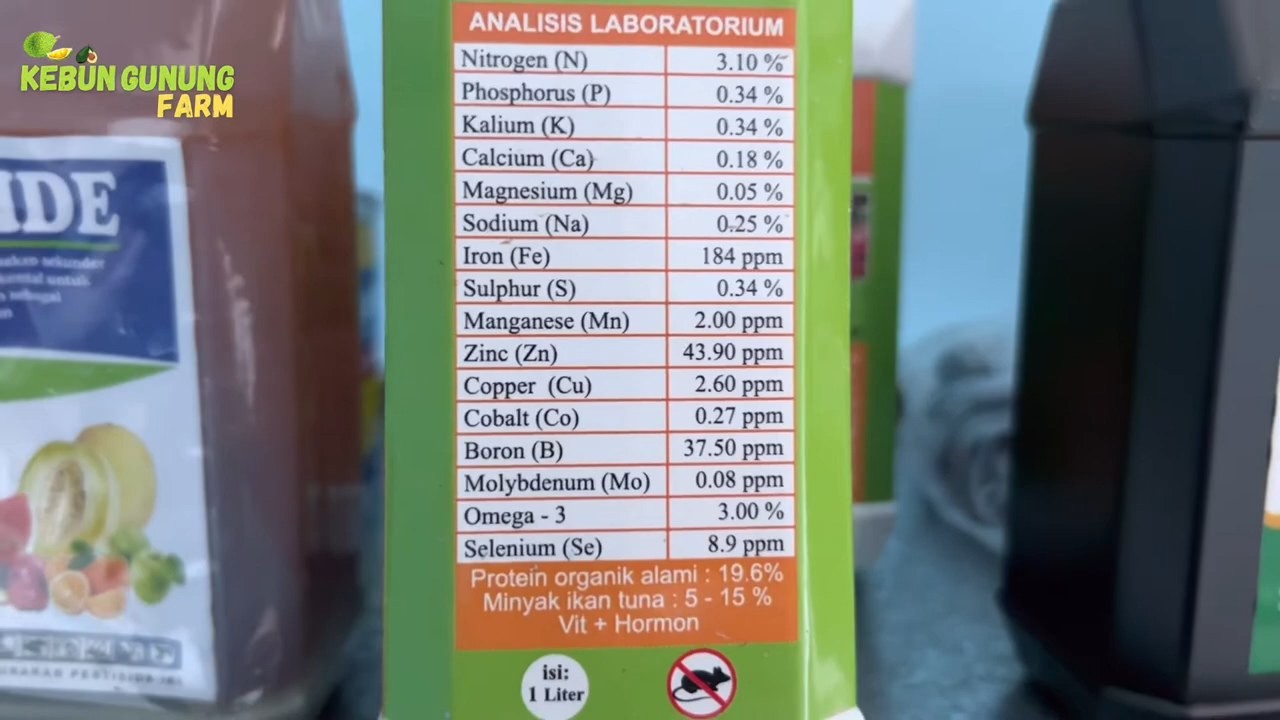 KEBUN GUNUNG
FARM
IDE
ANALISIS LABORATORIUM
Nitrogen (N) 3.10 %
Phosphorus (P) 0.34 %
Kalium (K) 0.34 %
Calcium (Ca) 0.18 %
Magnesium (Mg) 0.05 %
Sodium (Na) 0.25 %
Iron (Fe) 184 ppm
Sulphur (S) 0.34 %
Manganese (Mn) 2.00 ppm
Zinc (Zn) 43.90 ppm
Copper (Cu) 2.60 ppm
Cobalt (Co) 0.27 ppm
Boron (B) 37.50 ppm
Molybdenum (Mo) 0.08 ppm
Omega - 3 3.00 %
Selenium (Se) 8.9 ppm
Protein organik alami : 19.6%
Minyak ikan tuna : 5 - 15 %
Vit + Hormon
isi:
1 Liter